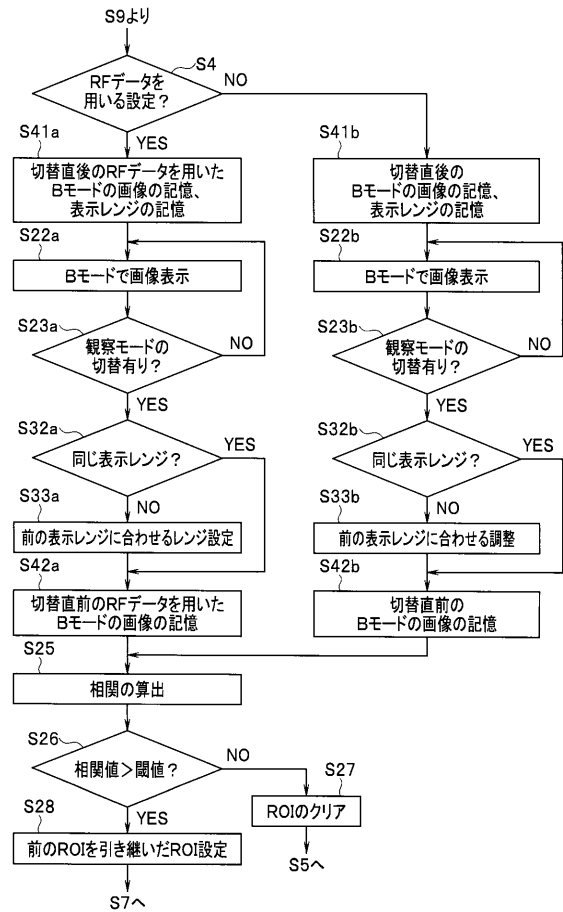 S9より
S4
RFデータを
用いる設定?
NO
YES
S41a
切替直後のRFデータを用いた
Bモードの画像の記憶、
表示レンジの記憶
S41b
切替直後の
Bモードの画像の記憶、
表示レンジの記憶
S22a
Bモードで画像表示
S22b
Bモードで画像表示
S23a
観察モードの
切替有り?
NO
YES
S23b
観察モードの
切替有り?
NO
YES
S32a
同じ表示レンジ?
YES
NO
S32b
同じ表示レンジ?
YES
NO
S33a
前の表示レンジに合わせるレンジ設定
S33b
前の表示レンジに合わせる調整
S42a
切替直前のRFデータを用いた
Bモードの画像の記憶
S42b
切替直前の
Bモードの画像の記憶
S25
相関の算出
S26
相関値>閾値?
NO
YES
S27
ROIのクリア
S5へ
S28
前のROIを引き継いだROI設定
S7へ